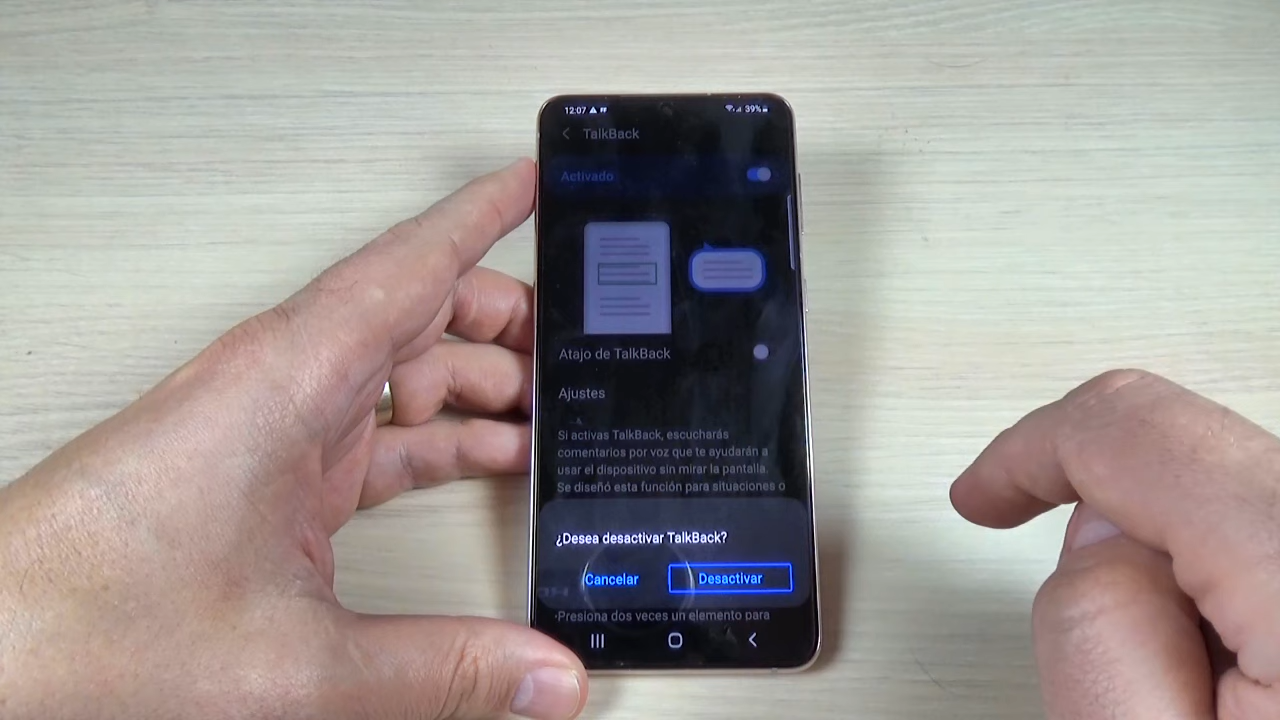 12:07
39%
TalkBack
Activado
Atajo de TalkBack
Ajustes
Si activas TalkBack, escucharás
comentarios por voz que te ayudarán a
usar el dispositivo sin mirar la pantalla.
Se diseñó esta función para situaciones o
¿Desea desactivar TalkBack?
Cancelar
Desactivar
·Presiona dos veces un elemento para